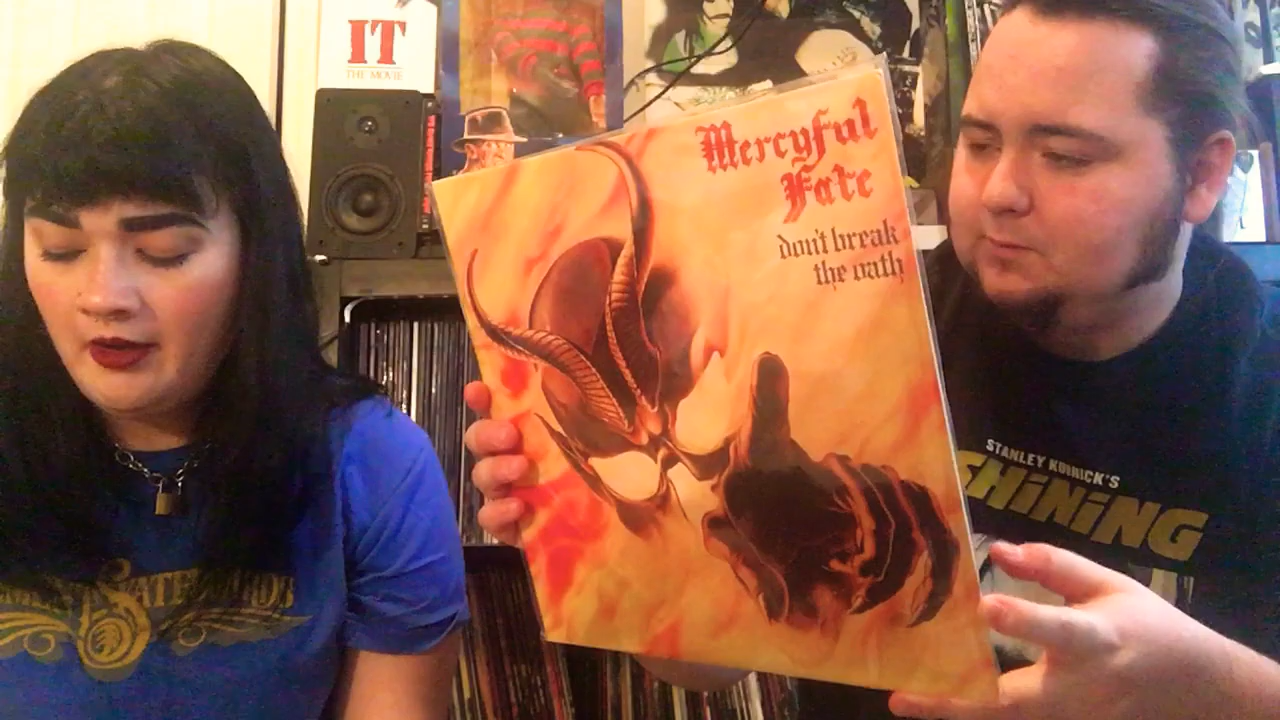 IT
THE MOVIE
Mercyful
Fate
don't break
the oath
STANLEY KUBRICK'S
SHiNiNG